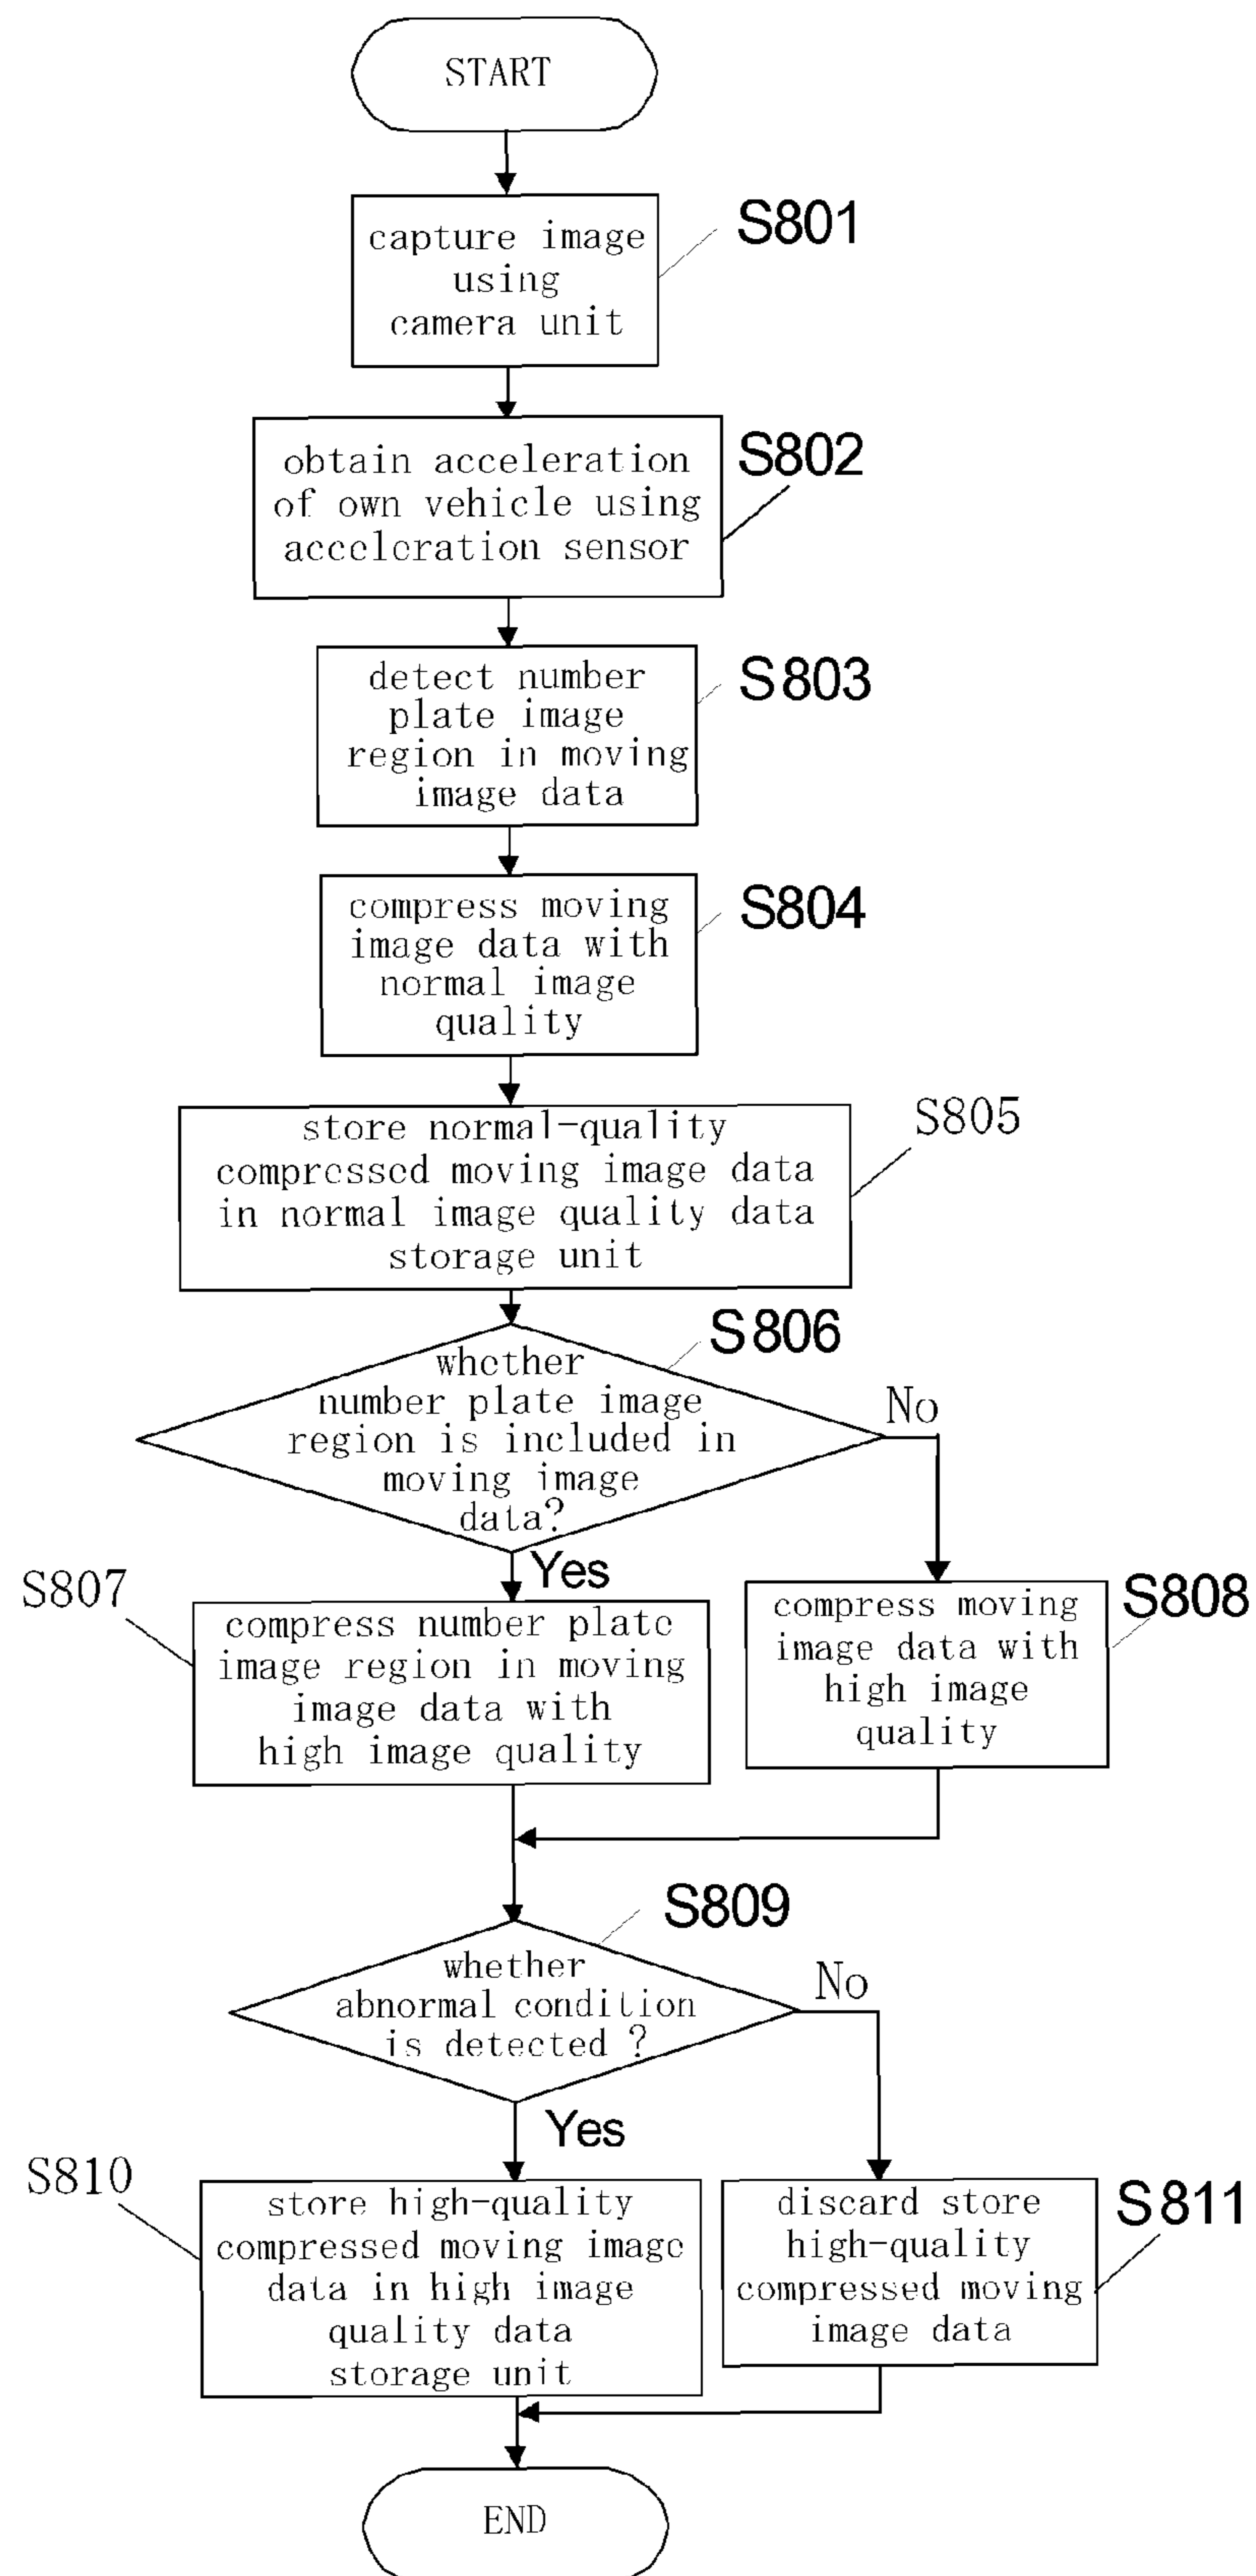 START
capture image
using
camera unit
S801
obtain acceleration
of own vehicle using
acceleration sensor
S802
detect number
plate image
region in moving
image data
S803
compress moving
image data with
normal image
quality
S804
store normal-quality
compressed moving image data
in normal image quality data
storage unit
S805
whether
number plate image
region is included in
moving image
data?
S806
No
Yes
S807
compress number plate
image region in moving
image data with
high image quality
compress moving
image data with
high image
quality
S808
whether
abnormal condition
is detected ?
S809
No
Yes
S810
store high-quality
compressed moving image
data in high image
quality data
storage unit
discard store
high-quality
compressed moving
image data
S811
END